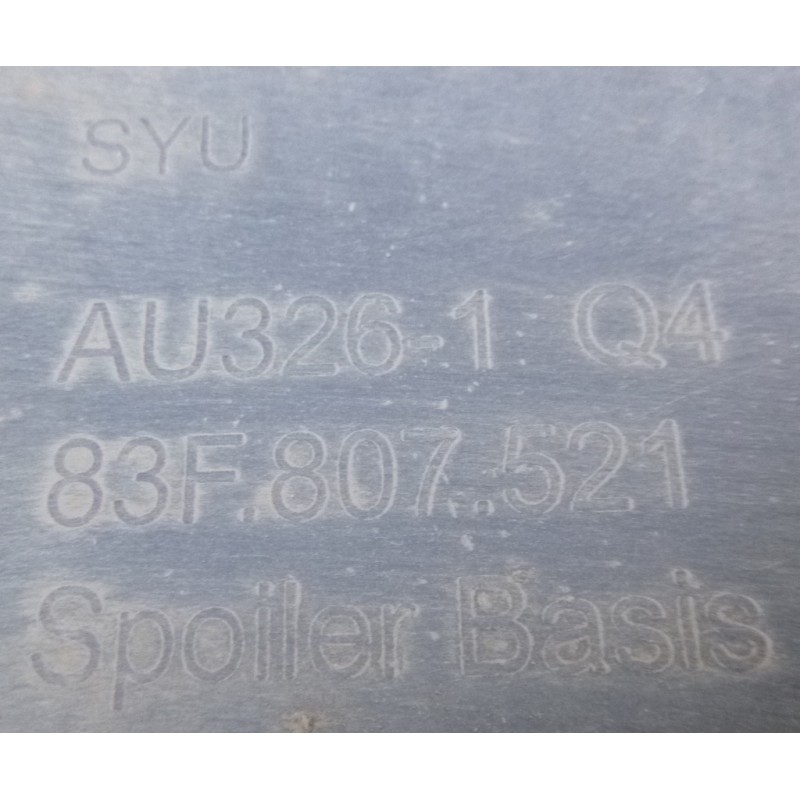 SYU
AU326-1 Q4
83F.807.521
Spoiler Basis